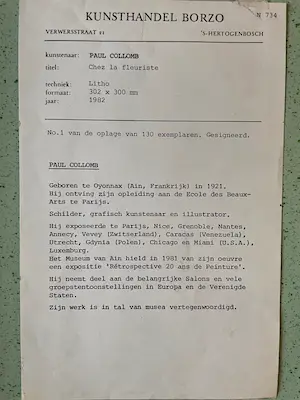 KUNSTHANDEL BORZO
N 734
VERWERSSTRAAT 21 'S-HERTOGENBOSCH
kunstenaar: PAUL COLLOMB
titel: Chez la fleuriste
techniek: Litho
formaat: 302 x 300 mm
jaar: 1982
No.1 van de oplage van 130 exemplaren. Gesigneerd.
PAUL COLLOMB
Geboren te Oyonnax (Ain, Frankrijk) in 1921.
Hij ontving zijn opleiding aan de Ecole des Beaux-
Arts te Parijs.
Schilder, grafisch kunstenaar en illustrator.
Hij exposeerde te Parijs, Nice, Grenoble, Nantes,
Annecy, Vevey (Zwitserland), Caracas (Venezuela),
Utrecht, Gdynia (Polen), Chicago en Miami (U.S.A.),
Luxemburg.
Het Museum van Ain hield in 1981 van zijn oeuvre
een expositie 'Rétrospective 20 ans de Peinture'.
Hij neemt deel aan de belangrijke Salons en vele
groepstentoonstellingen in Europa en de Verenigde
Staten.
Zijn werk is in tal van musea vertegenwoordigd.